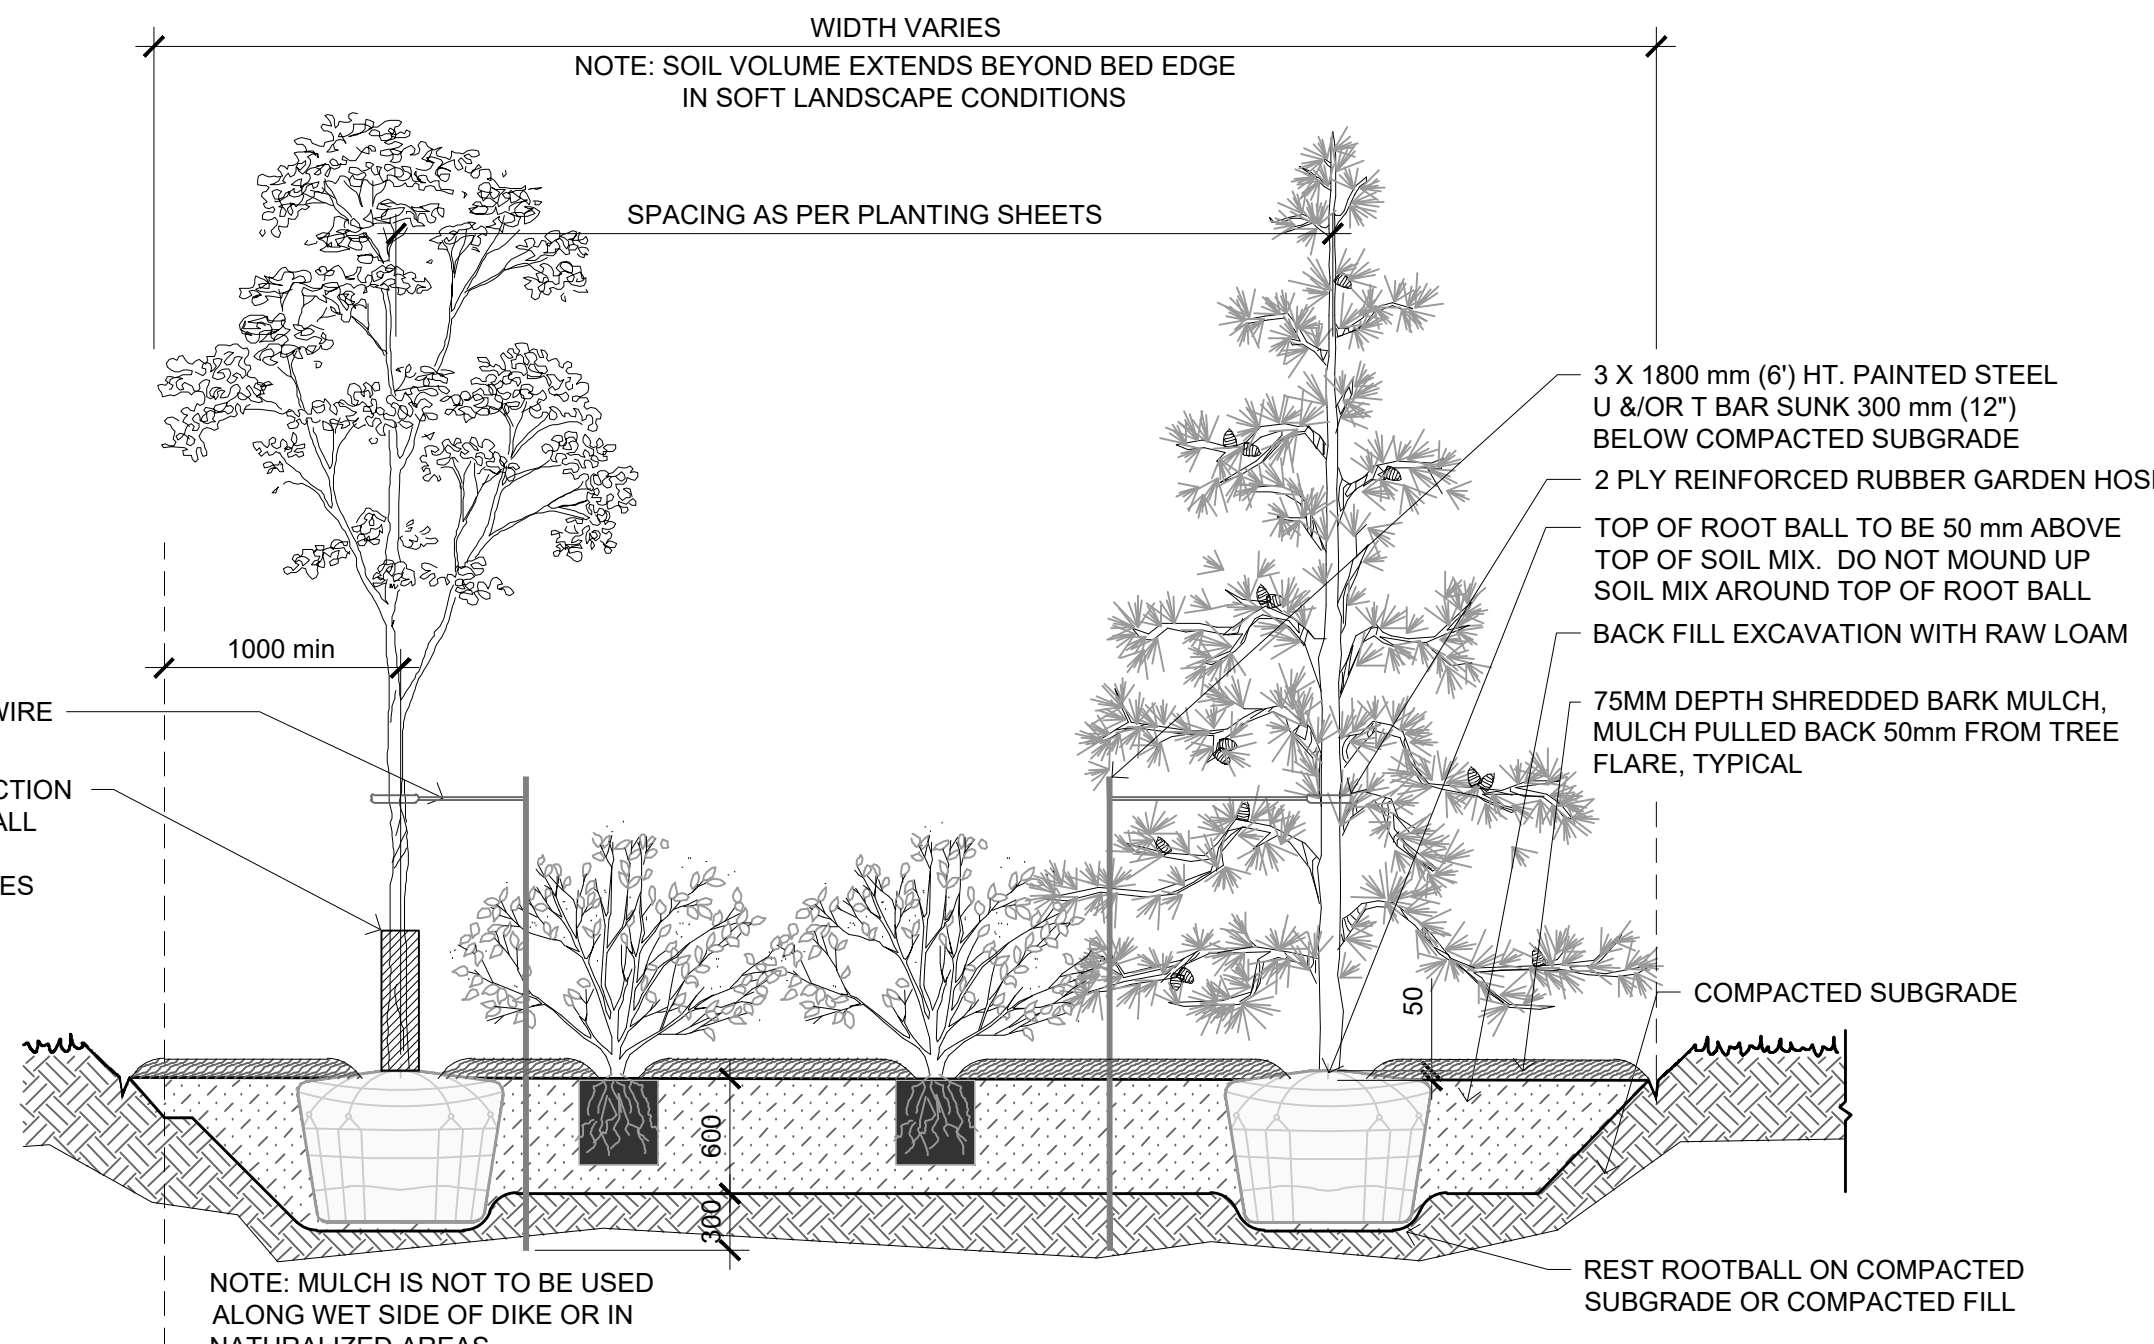 WIDTH VARIES
NOTE: SOIL VOLUME EXTENDS BEYOND BED EDGE
IN SOFT LANDSCAPE CONDITIONS
SPACING AS PER PLANTING SHEETS
3 X 1800 mm (6') HT. PAINTED STEEL
U &/OR T BAR SUNK 300 mm (12")
BELOW COMPACTED SUBGRADE
2 PLY REINFORCED RUBBER GARDEN
TOP OF ROOT BALL TO BE 50 mm ABOVE
TOP OF SOIL MIX. DO NOT MOUND UP
SOIL MIX AROUND TOP OF ROOT BALL
BACK FILL EXCAVATION WITH RAW LOAM
75MM DEPTH SHREDDED BARK MULCH,
MULCH PULLED BACK 50mm FROM TREE
FLARE, TYPICAL
1000 min
WIRE
COMPACTED SUBGRADE
50
600
300
REST ROOTBALL ON COMPACTED
SUBGRADE OR COMPACTED FILL
NOTE: MULCH IS NOT TO BE USED
ALONG WET SIDE OF DIKE OR IN
NATURALIZED AREAS